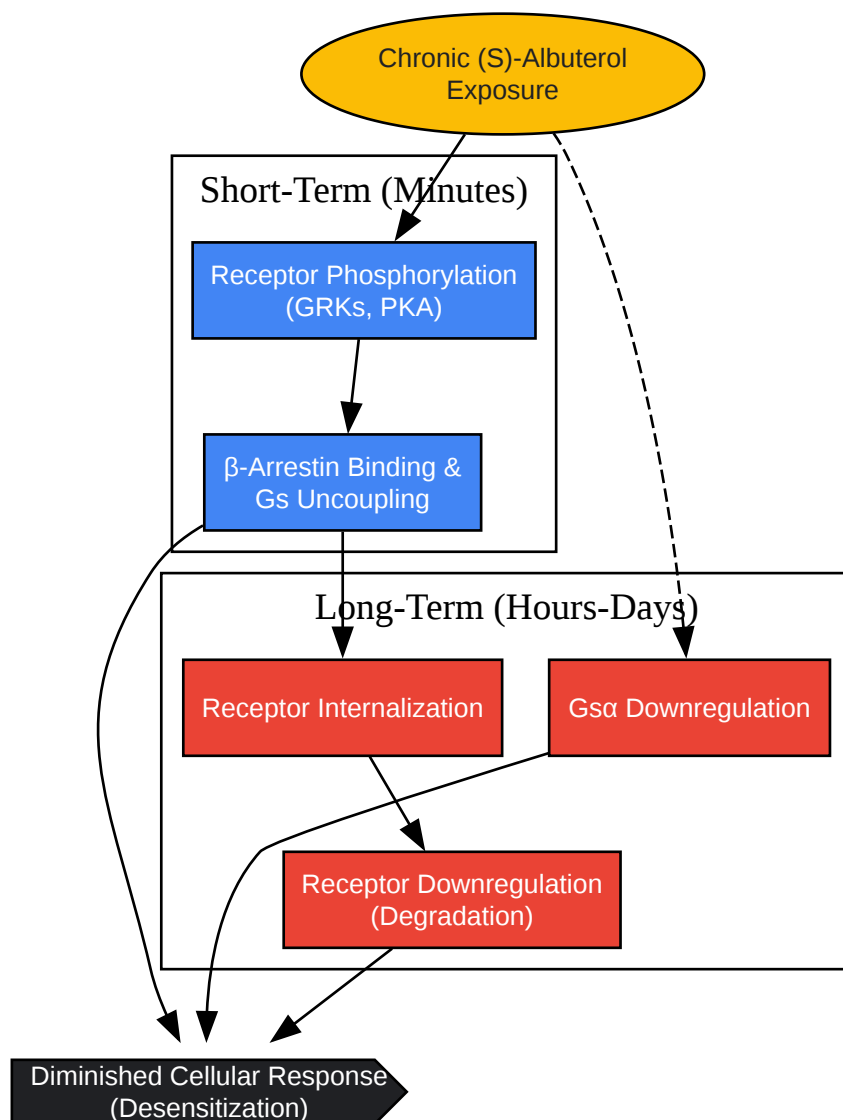 Chronic (S)-Albuterol
Exposure
Short-Term (Minutes)
Receptor Phosphorylation
(GRKs, PKA)
β-Arrestin Binding &
Gs Uncoupling
Long-Term (Hours-Days)
Receptor Internalization
Gsα Downregulation
Receptor Downregulation
(Degradation)
Diminished Cellular Response
(Desensitization)